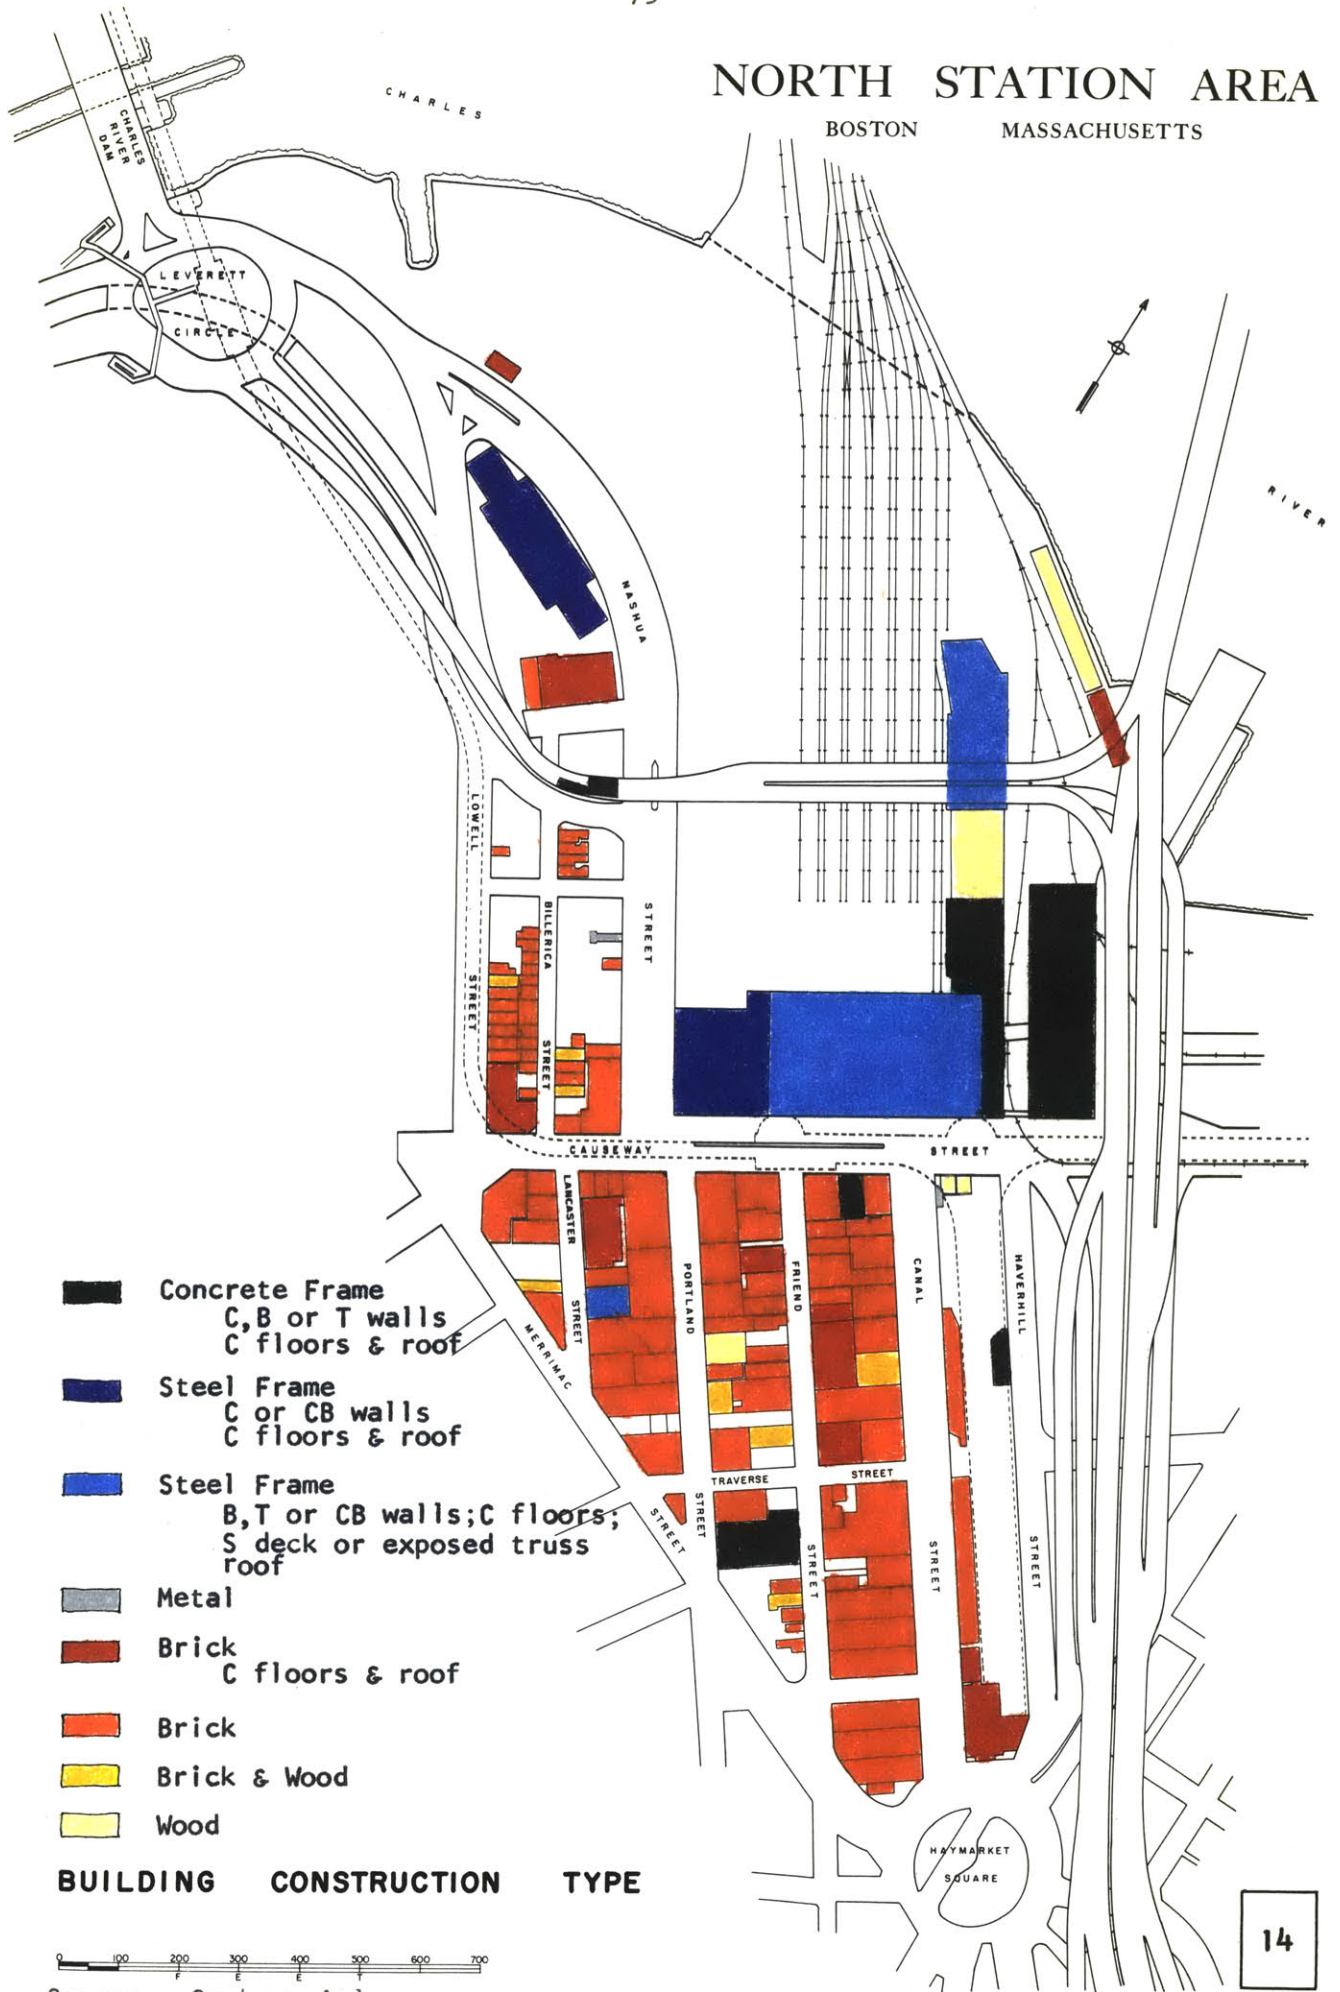 NORTH STATION AREA
BOSTON MASSACHUSETTS
CHARLES
CHARLES
RIVER
DAM
LEVERETT
CIRCLE
RIVER
NASHUA
LOWELL
BILLERICA
STREET
STREET
STREET
CAUSEWAY
STREET
LANCASTER
PORTLAND
FRIEND
CANAL
HAVERHILL
STREET
MERRIMAC
TRAVERSE
STREET
STREET
STREET
STREET
STREET
STREET
Concrete Frame
C,B or T walls
C floors & roof
Steel Frame
C or CB walls
C floors & roof
Steel Frame
B,T or CB walls;C floors;
S deck or exposed truss
roof
Metal
Brick
C floors & roof
Brick
Brick & Wood
Wood
HAYMARKET
SQUARE
BUILDING CONSTRUCTION TYPE
14
0 100 200 300 400 500 600 700
F E E T